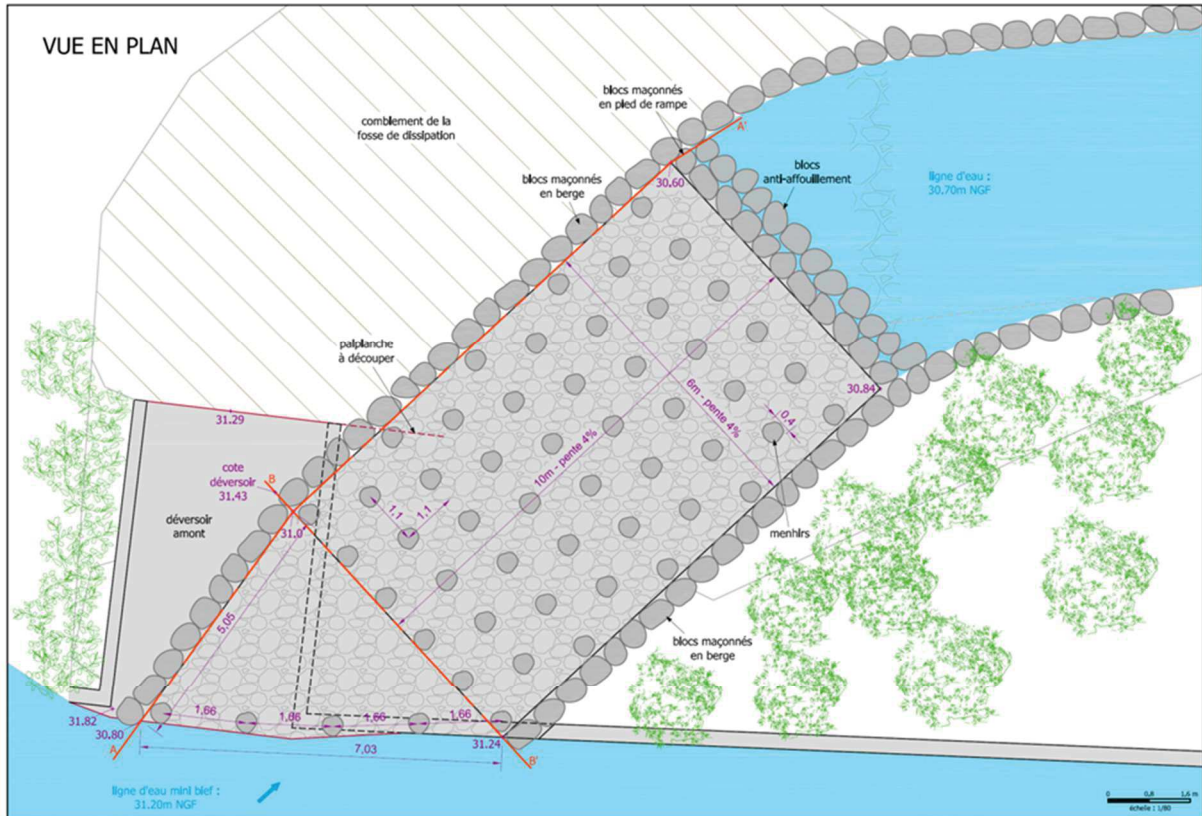 VUE EN PLAN
blocs maçonnés
en pied de rampe
A'
comblement de la
fosse de dissipation
blocs
anti-affouillement
ligne d'eau :
30.70m NGF
blocs maçonnés
en berge
30.60
palplanche
à découper
31.29
6m - pente 4%
30.84
0.4
10m - pente 4%
cote
déversoir
31.43
B
déversoir
amont
31.0
1,1
1,1
menhirs
5.05
blocs maçonnés
en berge
31.82
30.80
1,66
1,66
1,66
1,66
31.24
7,03
A
B'
ligne d'eau mini bief :
31.20m NGF
0
0,8
1,6 m
échelle : 1/80